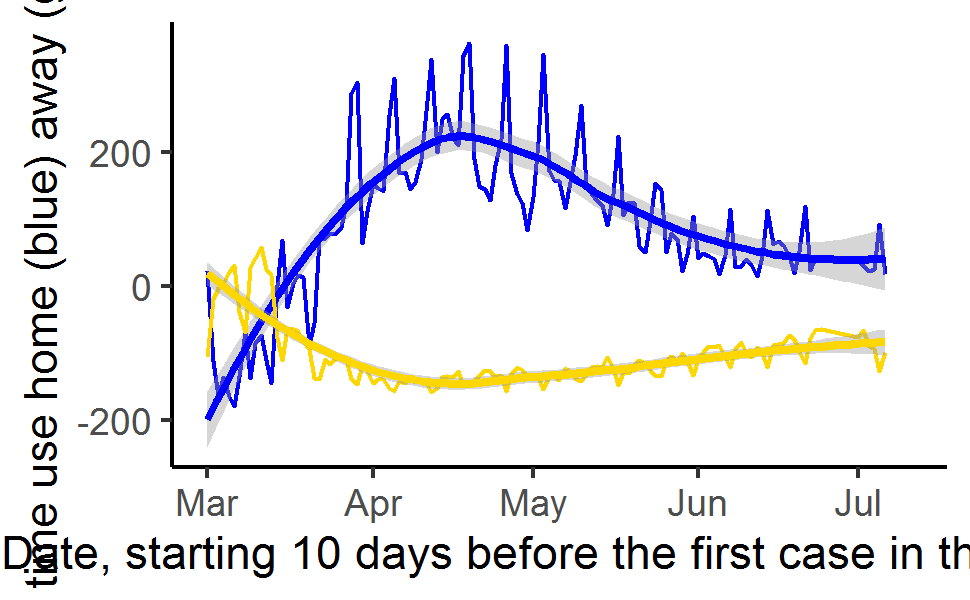 time use home (blue) away (
200
0
-200
Mar Apr May Jun Jul
Date, starting 10 days before the first case in th